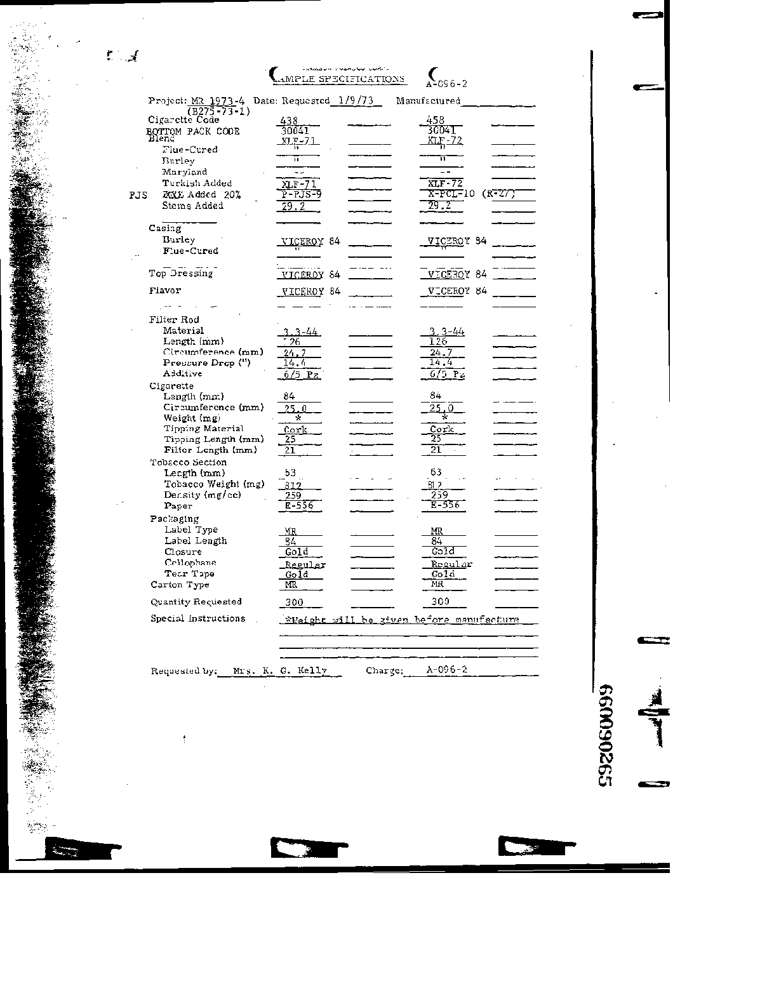 SAMPLE SPECIFICATIONS A-096-2
Project: MR 1973-4 Date: Requested 1/9/73 Manufactured
(B275-73-1)
Cigarette Code 438 458
BOTTOM PACK CODE 30041 30041
Blend XLF-71 XLF-72
Flue-Cured " "
Burley " "
Maryland -- --
Turkish Added XLF-71 XLF-72
PJS Added 20% P-PJS-9 X-PCL-10 (R-27)
Stems Added 29.2 29.2
Casing
Burley VICEROY 84 VICEROY 84
Flue-Cured " "
Top Dressing VICEROY 84 VICEROY 84
Flavor VICEROY 84 VICEROY 84
Filter Rod
Material 3.3-44 3.3-44
Length (mm) 126 126
Circumference (mm) 24.7 24.7
Pressure Drop (") 14.4 14.4
Additive 6/5 Pz 6/5 Pz
Cigarette
Length (mm) 84 84
Circumference (mm) 25.0 25.0
Weight (mg) * *
Tipping Material Cork Cork
Tipping Length (mm) 25 25
Filter Length (mm) 21 21
Tobacco Section
Length (mm) 63 63
Tobacco Weight (mg) 812 812
Density (mg/cc) 259 259
Paper E-556 E-556
Packaging
Label Type MR MR
Label Length 84 84
Closure Gold Gold
Cellophane Regular Regular
Tear Tape Gold Gold
Carton Type MR MR
Quantity Requested 300 300
Special Instructions *Weight will be given before manufacture
Requested by: Mrs. K. G. Kelly Charge: A-096-2
660090265